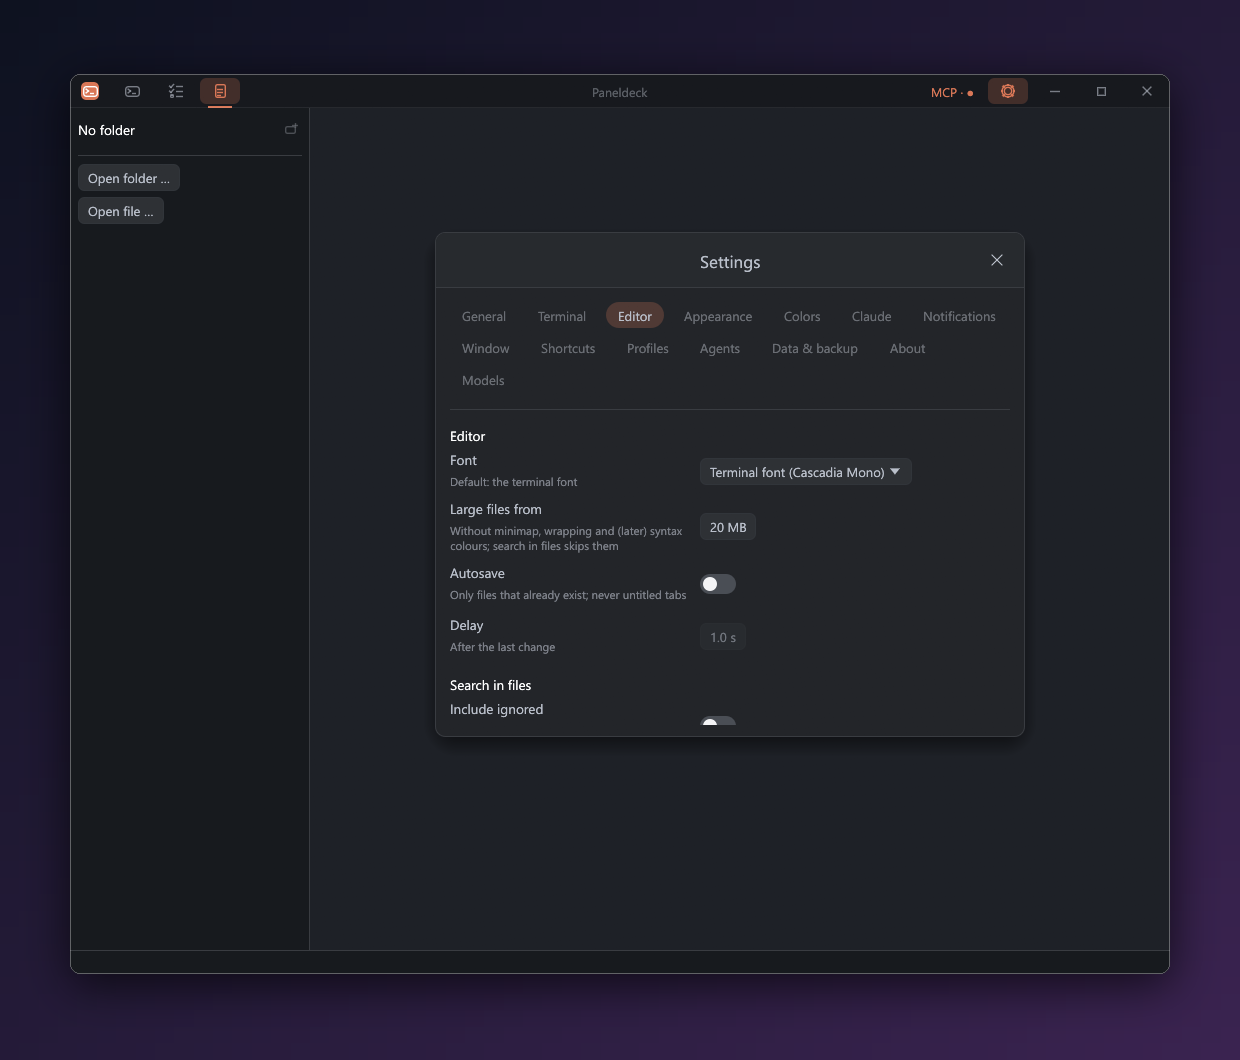 Paneldeck
MCP · ●
No folder
Open folder ...
Open file ...
Settings
General Terminal Editor Appearance Colors Claude Notifications
Window Shortcuts Profiles Agents Data & backup About
Models
Editor
Font
Default: the terminal font
Terminal font (Cascadia Mono)
Large files from
Without minimap, wrapping and (later) syntax
colours; search in files skips them
20 MB
Autosave
Only files that already exist; never untitled tabs
Delay
After the last change
1.0 s
Search in files
Include ignored